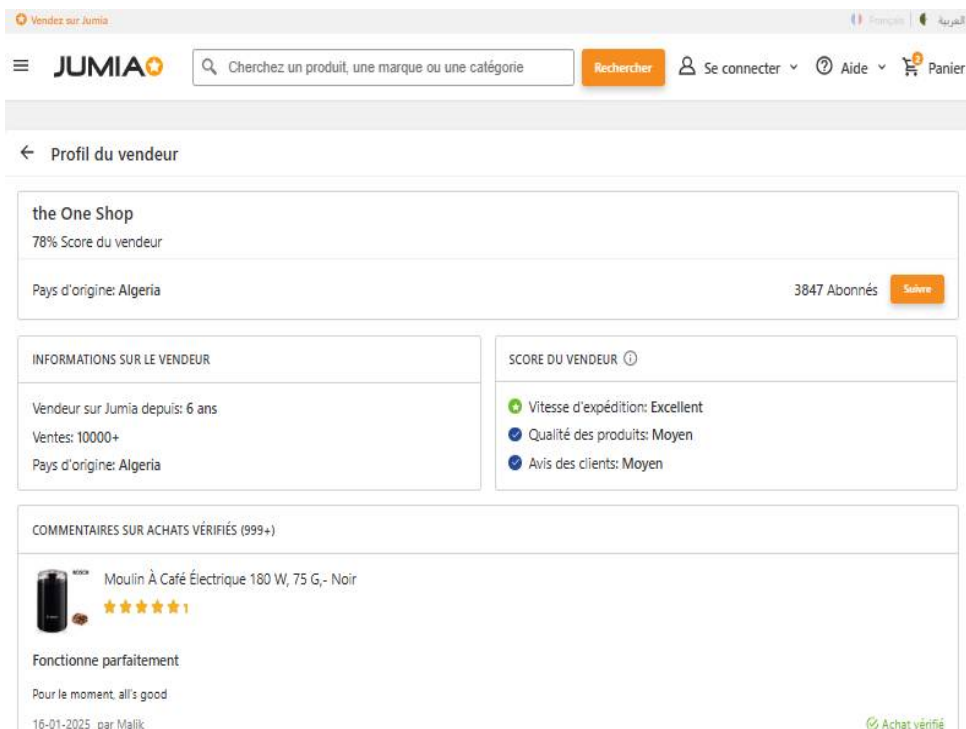 Vendez sur Jumia
Français | العربية
JUMIA
Cherchez un produit, une marque ou une catégorie
Rechercher
Se connecter
Aide
2
Panier
Profil du vendeur
the One Shop
78% Score du vendeur
Pays d'origine: Algeria
3847 Abonnés
Suivre
INFORMATIONS SUR LE VENDEUR
Vendeur sur Jumia depuis: 6 ans
Ventes: 10000+
Pays d'origine: Algeria
SCORE DU VENDEUR
Vitesse d'expédition: Excellent
Qualité des produits: Moyen
Avis des clients: Moyen
COMMENTAIRES SUR ACHATS VÉRIFIÉS (999+)
BOSCH
Moulin À Café Électrique 180 W, 75 G,- Noir
1
Fonctionne parfaitement
Pour le moment, all's good
16-01-2025 par Malik
Achat vérifié